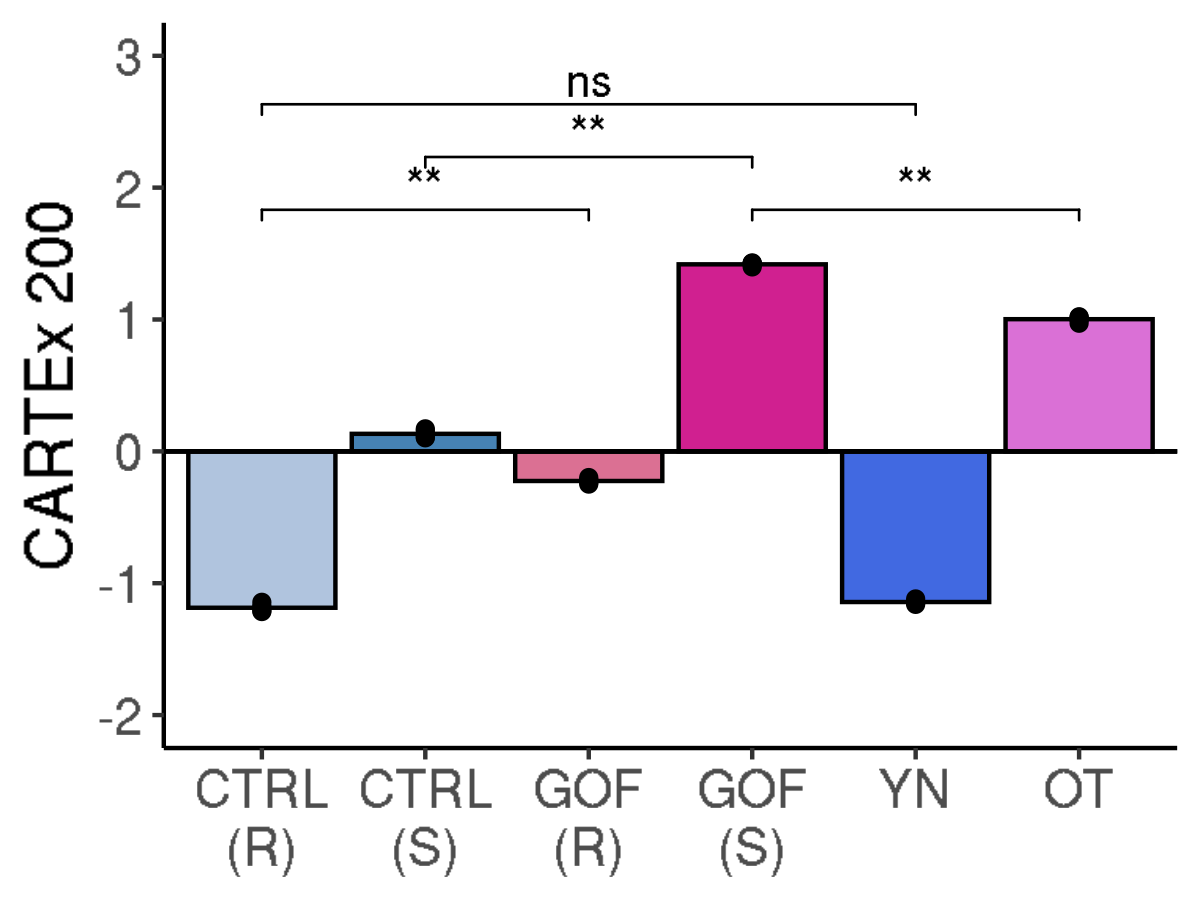 CARTEx 200
3
2
1
0
-1
-2
ns
**
**
**
CTRL
(R)
CTRL
(S)
GOF
(R)
GOF
(S)
YN
OT